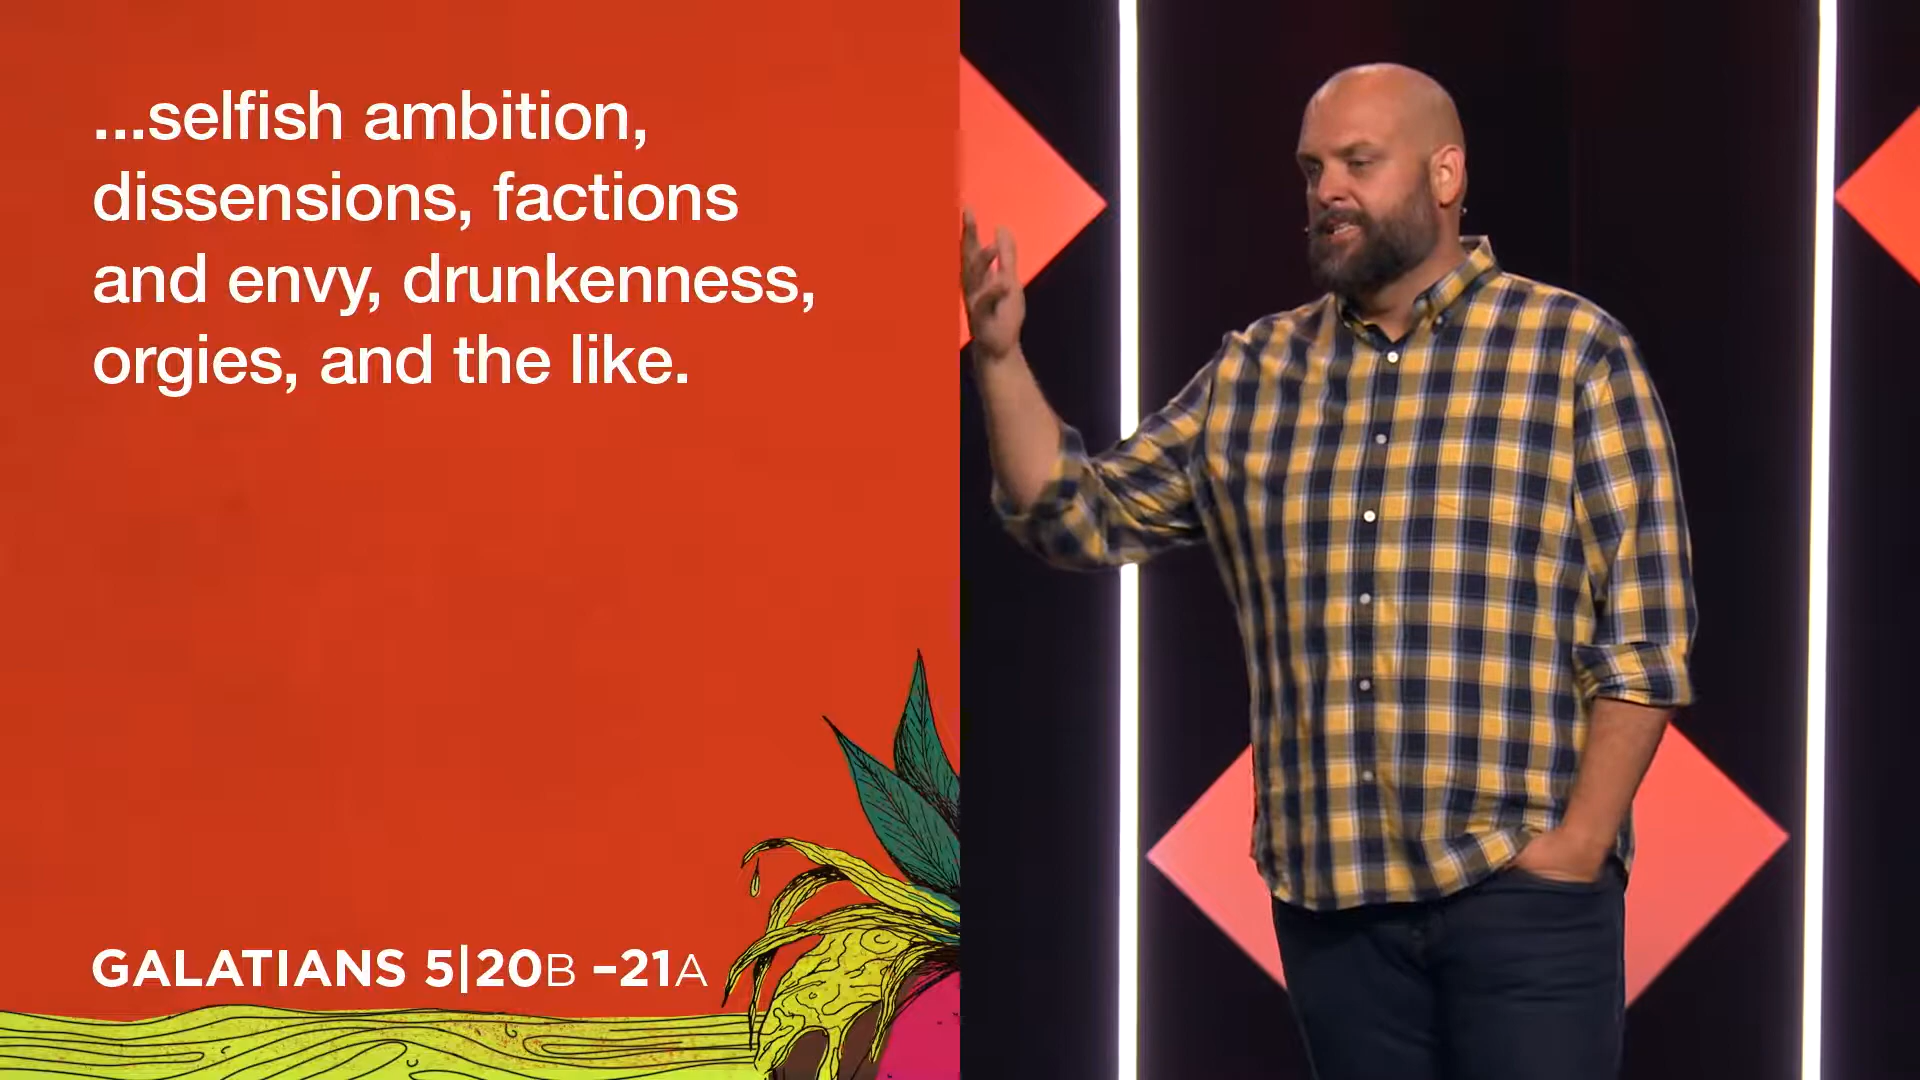 ...selfish ambition,
dissensions, factions
and envy, drunkenness,
orgies, and the like.
GALATIANS 5|20B –21A